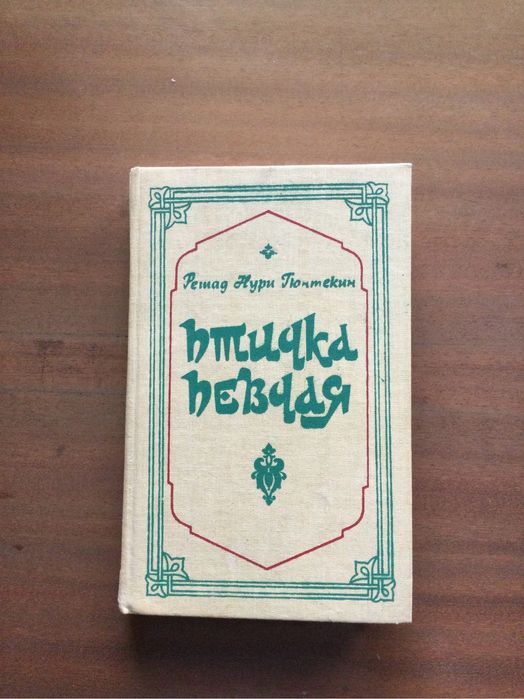 Решад Нури Гюнтекин
птичка
певчая